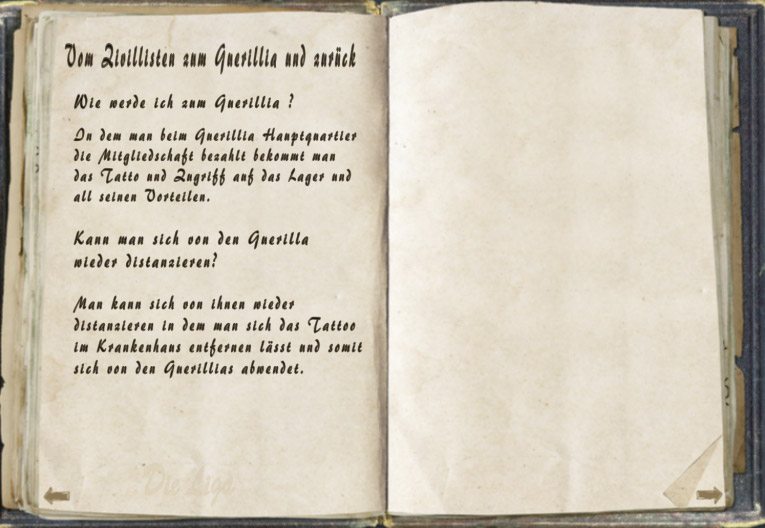 Vom Zivillisten zum Guerillia und zurück
Wie werde ich zum Guerillia ?
In dem man beim Guerillia Hauptquartier
die Mitgliedschaft bezahlt bekommt man
das Tatto und Zugriff auf das Lager und
all seinen Vorteilen.
Kann man sich von den Guerilla
wieder distanzieren?
Man kann sich von ihnen wieder
distanzieren in dem man sich das Tattoo
im Krankenhaus entfernen lässt und somit
sich von den Guerillias abwendet.